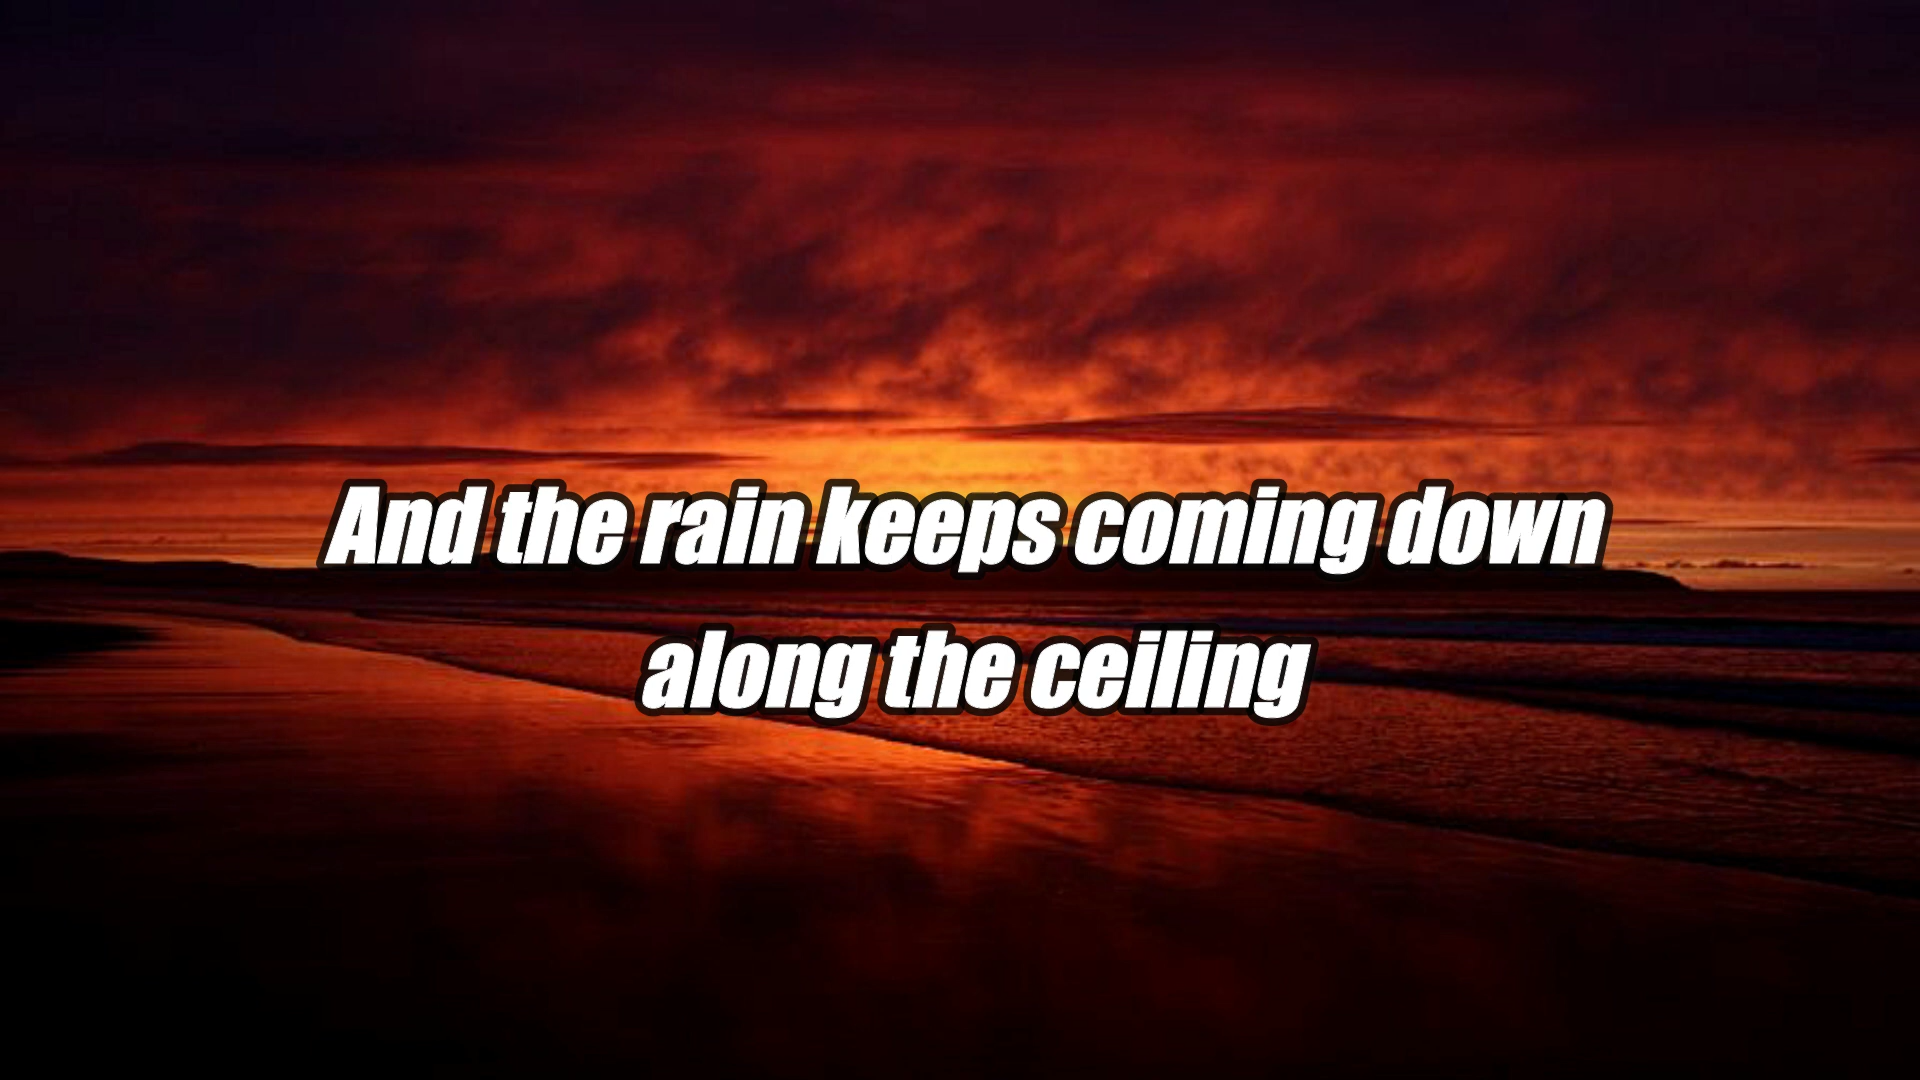 And the rain keeps coming down
along the ceiling